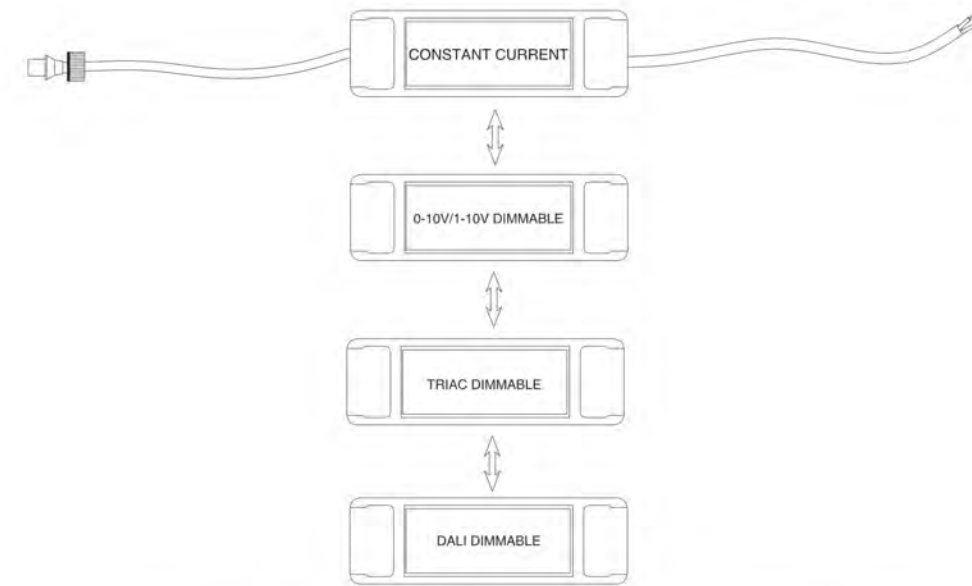 CONSTANT CURRENT
0-10V/1-10V DIMMABLE
TRIAC DIMMABLE
DALI DIMMABLE